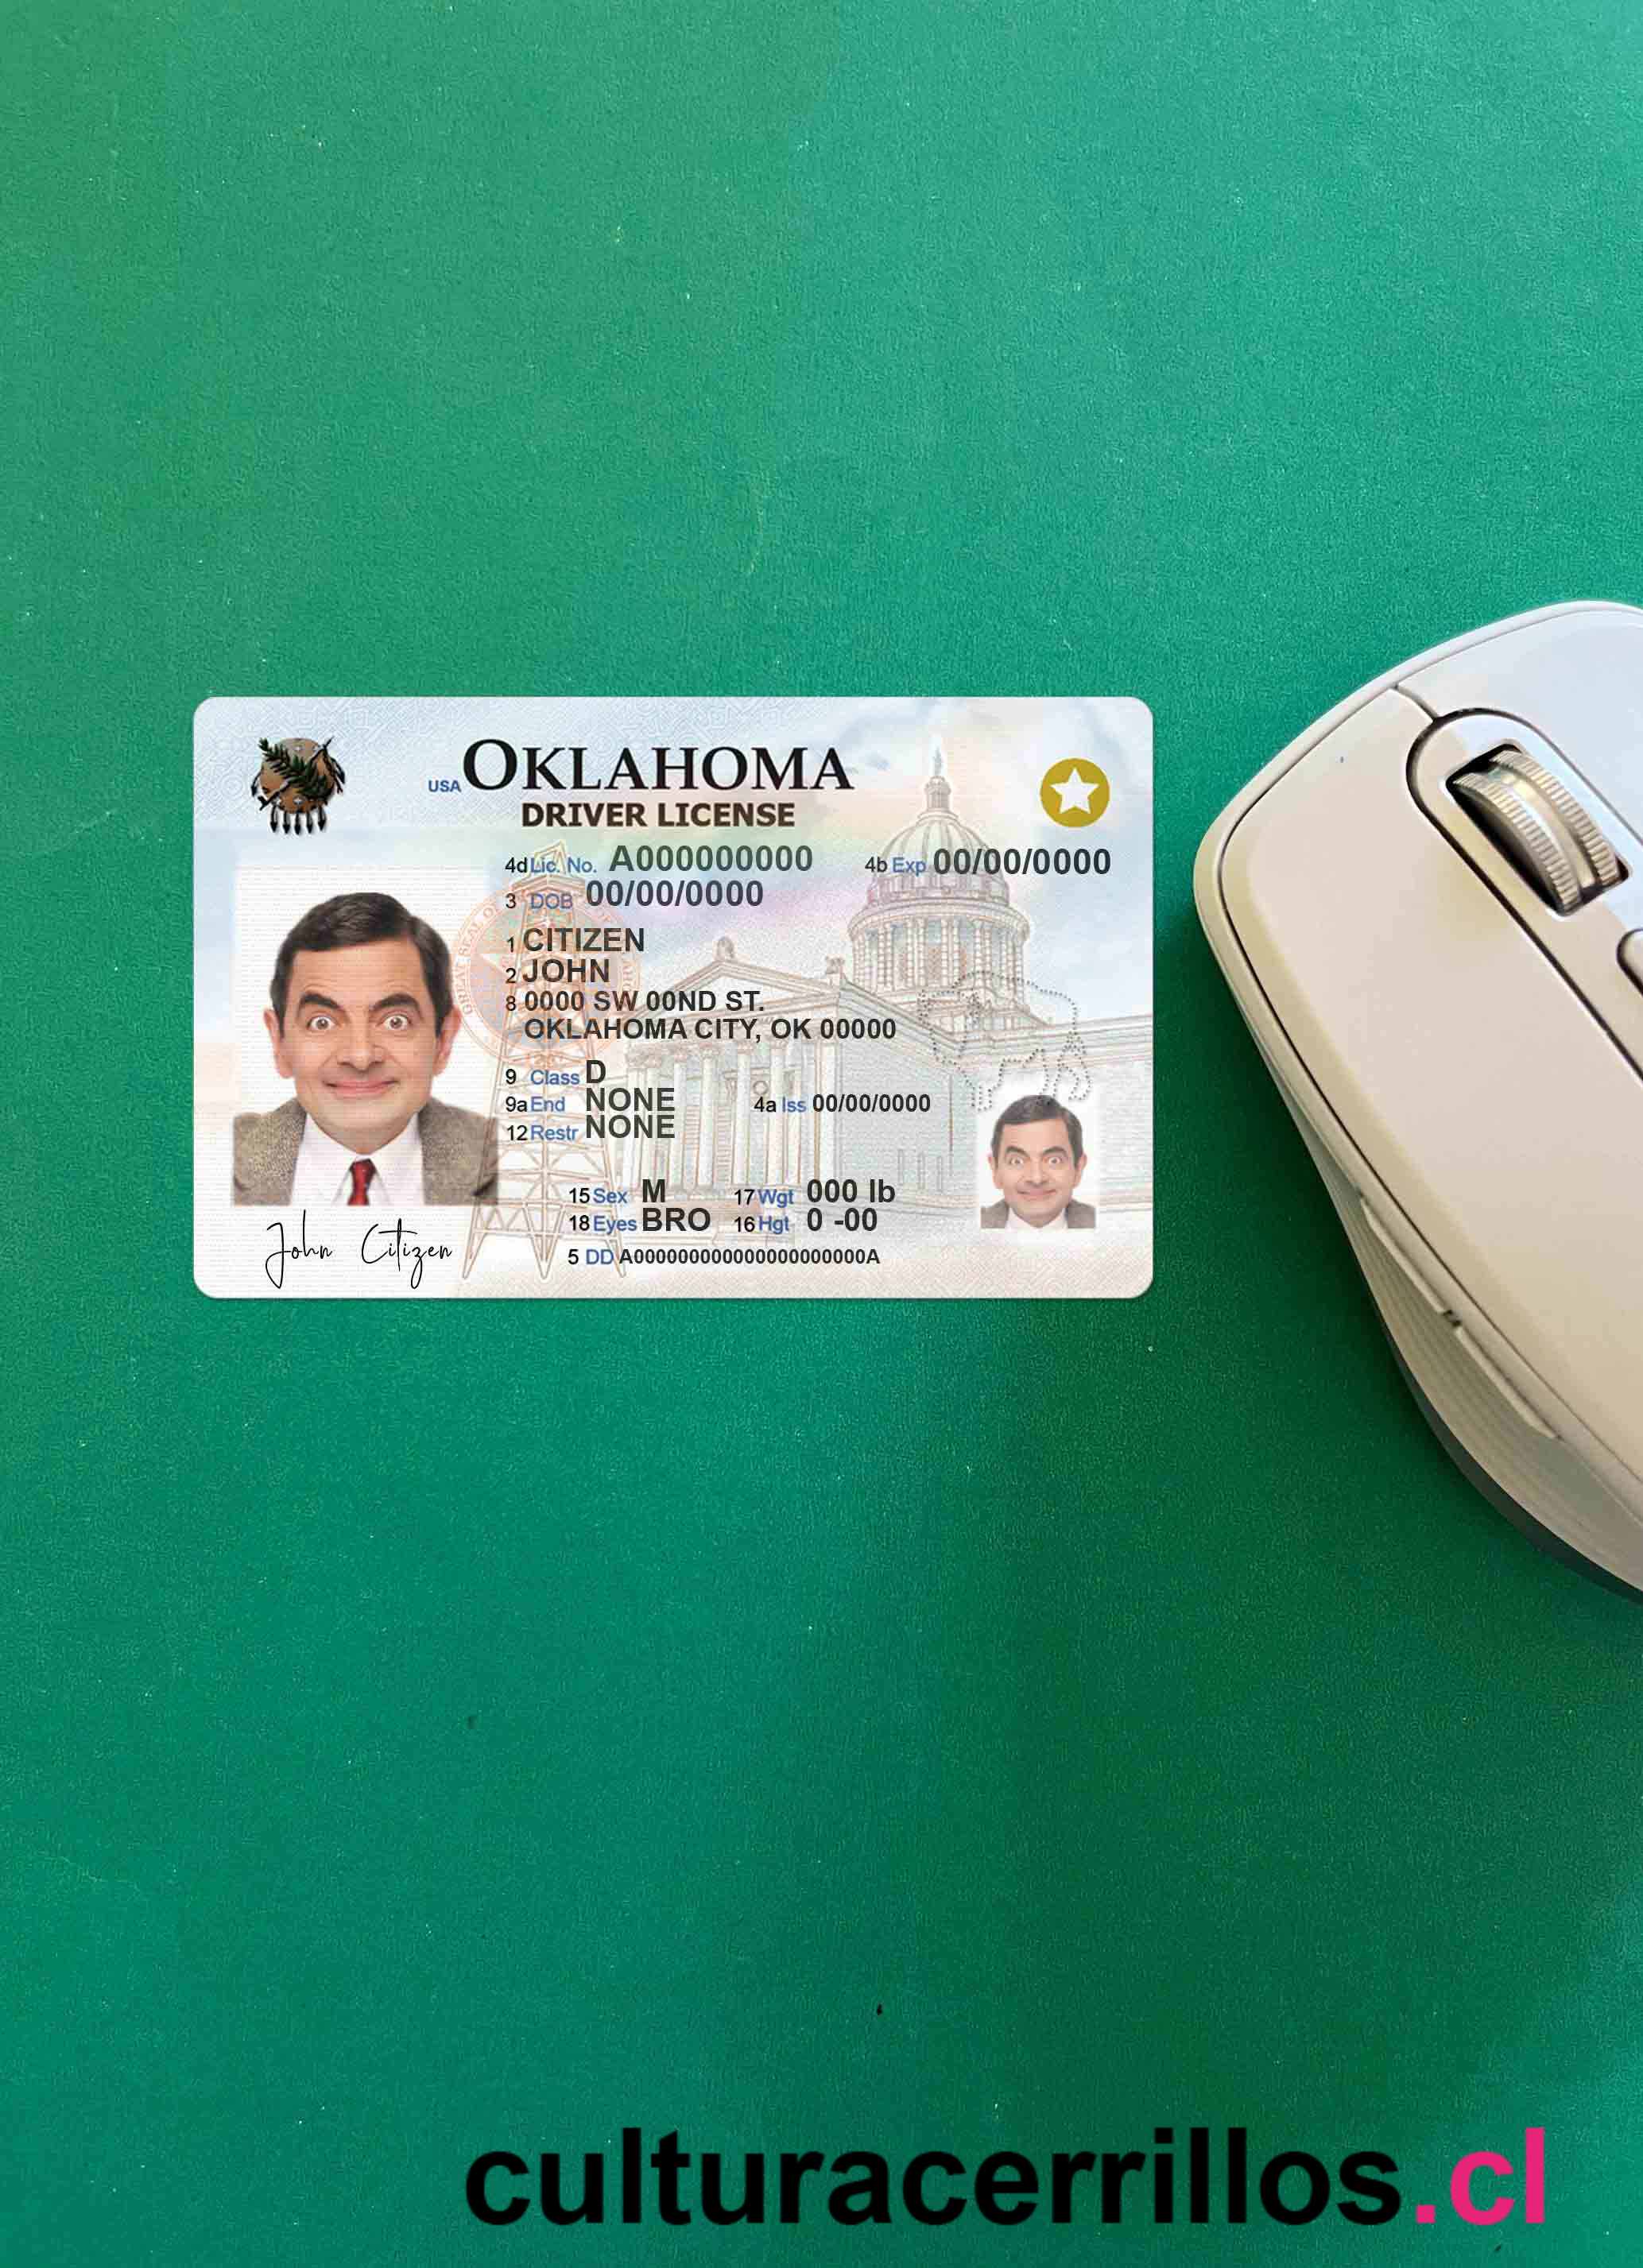 USA OKLAHOMA
DRIVER LICENSE
4d Lic. No. A000000000 4b Exp 00/00/0000
3 DOB 00/00/0000
1 CITIZEN
2 JOHN
8 0000 SW 00ND ST.
OKLAHOMA CITY, OK 00000
9 Class D
9a End NONE 4a Iss 00/00/0000
12 Restr NONE
15 Sex M 17 Wgt 000 lb
18 Eyes BRO 16 Hgt 0 -00
5 DD A0000000000000000000000A
John Citizen
culturacerrillos.cl